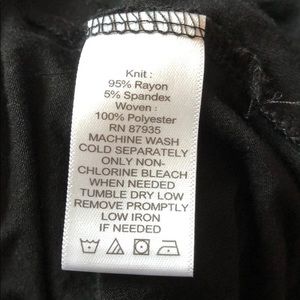 Knit :
95% Rayon
5% Spandex
Woven :
100% Polyester
RN 87935
MACHINE WASH
COLD SEPARATELY
ONLY NON-
CHLORINE BLEACH
WHEN NEEDED
TUMBLE DRY LOW
REMOVE PROMPTLY
LOW IRON
IF NEEDED